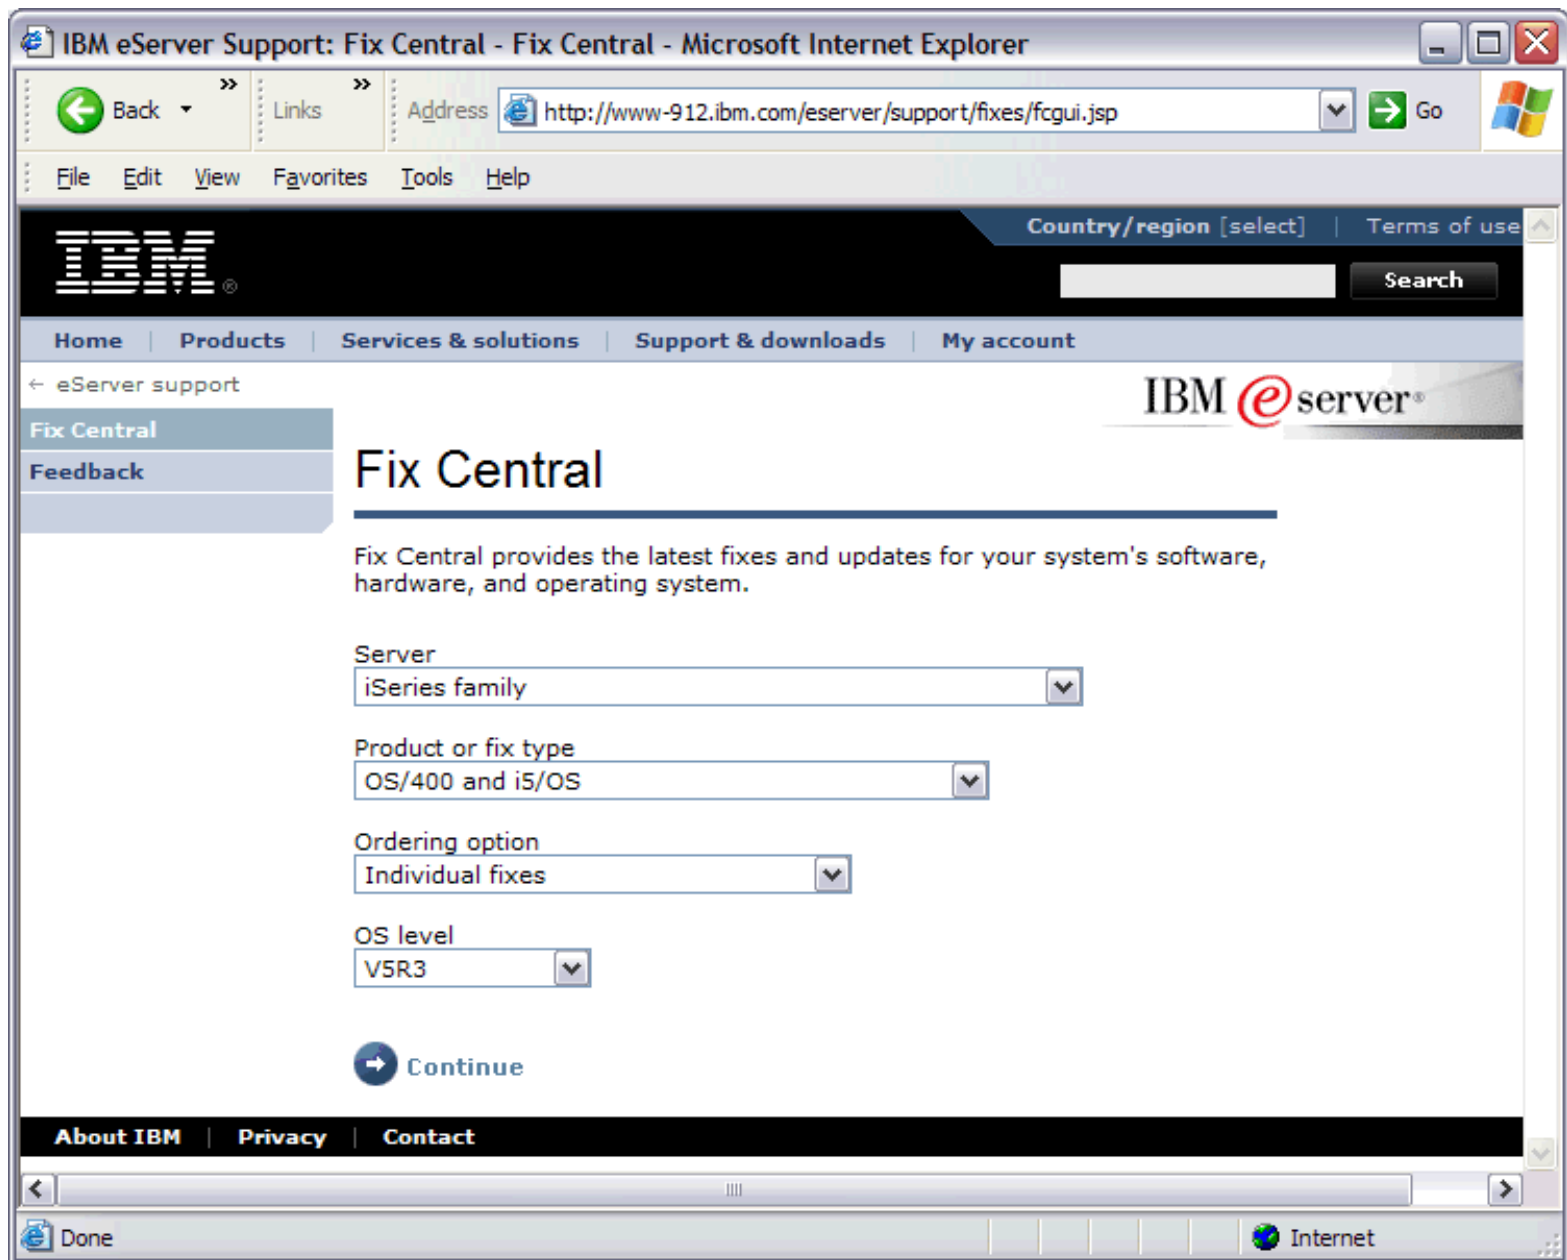 IBM eServer Support: Fix Central - Fix Central - Microsoft Internet Explorer
Back » Links » Address http://www-912.ibm.com/eserver/support/fixes/fcgui.jsp Go
File Edit View Favorites Tools Help
Country/region [select] | Terms of use
IBM®
Search
Home | Products | Services & solutions | Support & downloads | My account
← eServer support
IBM eserver®
Fix Central
Feedback
Fix Central
Fix Central provides the latest fixes and updates for your system's software,
hardware, and operating system.
Server
iSeries family
Product or fix type
OS/400 and i5/OS
Ordering option
Individual fixes
OS level
V5R3
Continue
About IBM | Privacy | Contact
Done Internet